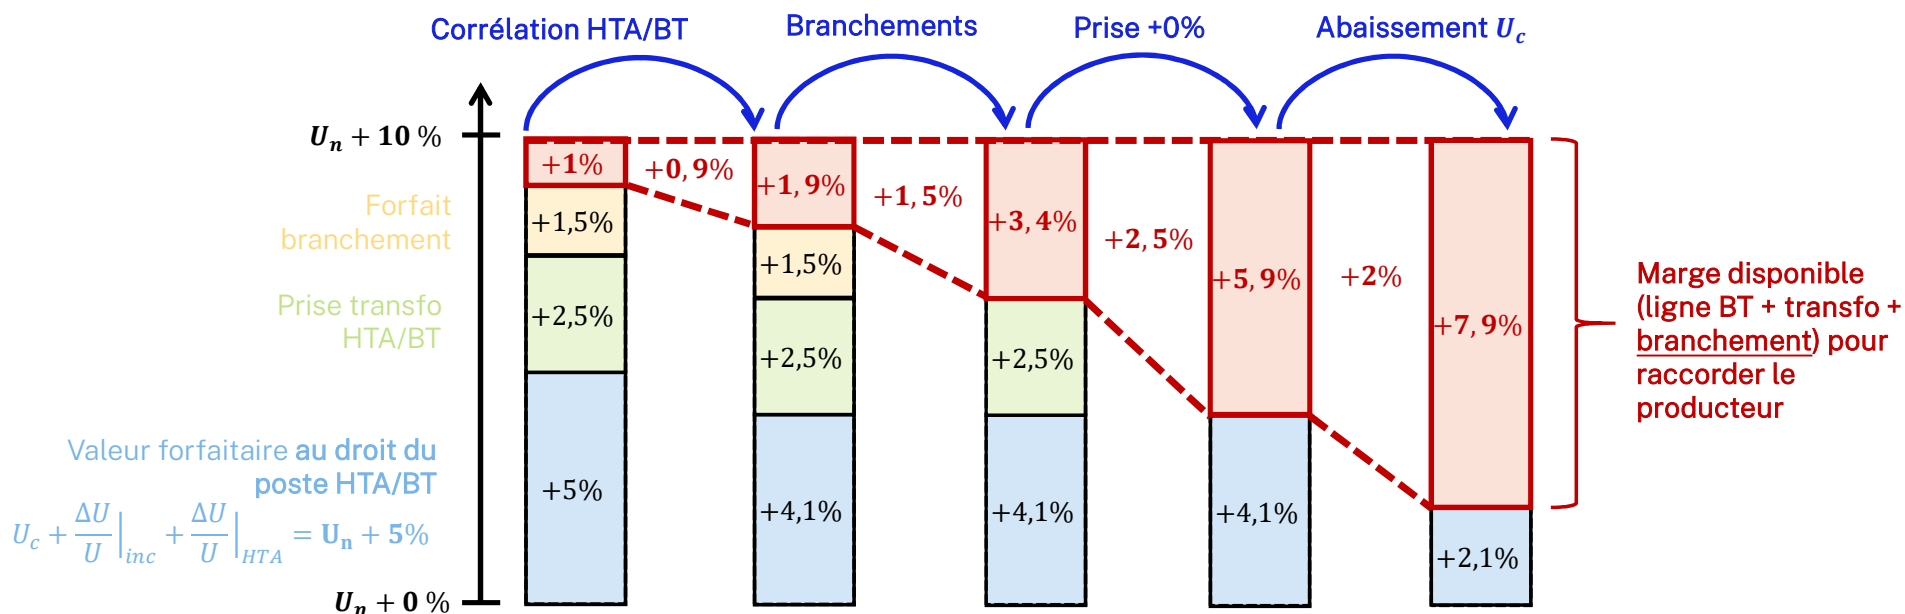 Corrélation HTA/BT
Branchements
Prise +0%
Abaissement U_c
U_n + 10 %
+1%
+0,9%
+1,9%
+1,5%
+3,4%
+2,5%
+5,9%
+2%
+7,9%
Forfait
branchement
+1,5%
+1,5%
Prise transfo
HTA/BT
+2,5%
+2,5%
+2,5%
Marge disponible
(ligne BT + transfo +
branchement) pour
raccorder le
producteur
Valeur forfaitaire au droit du
poste HTA/BT
U_c + ΔU/U|_inc + ΔU/U|_HTA = U_n + 5%
+5%
+4,1%
+4,1%
+4,1%
+2,1%
U_n + 0 %